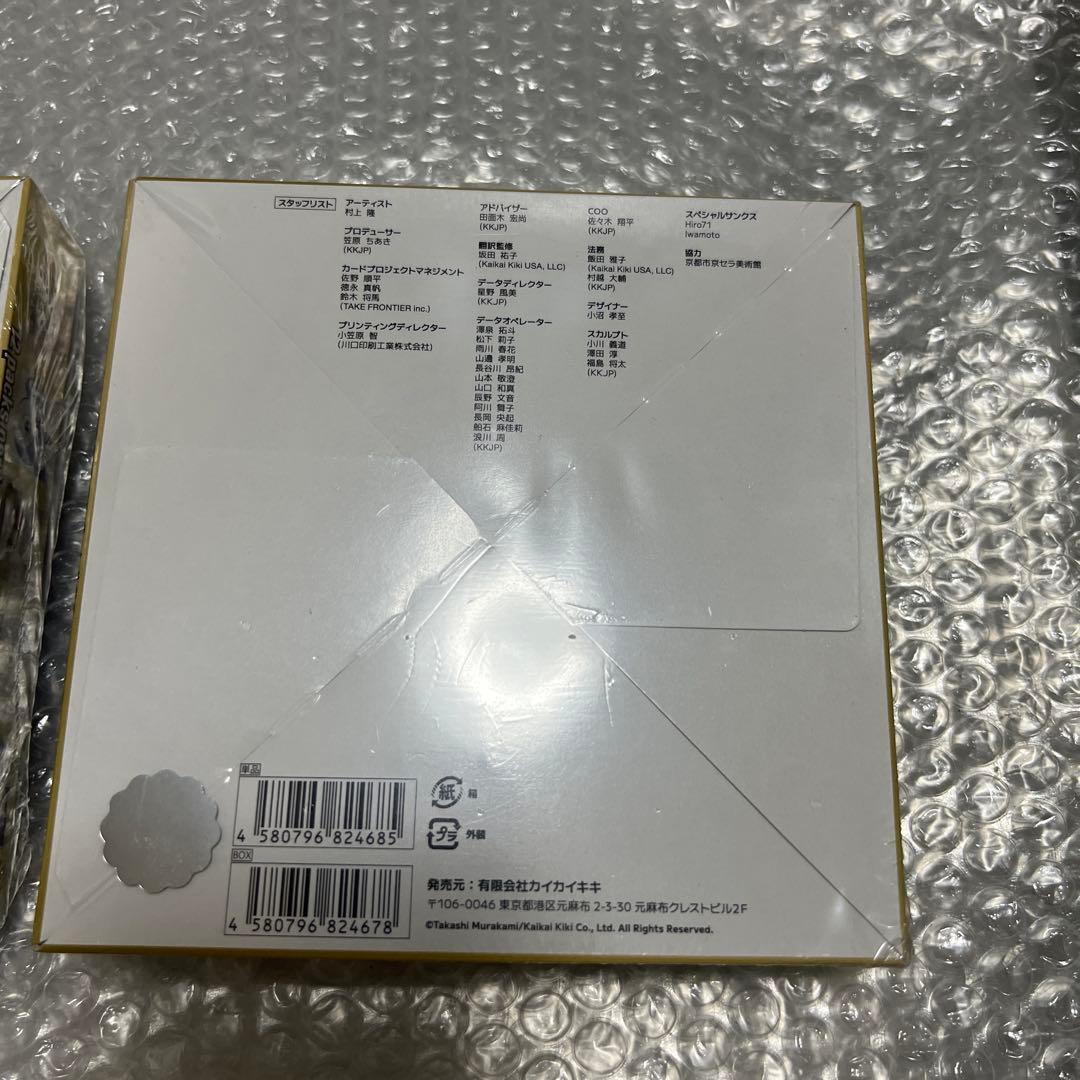 スタッフリスト
アーティスト
村上 隆
プロデューサー
笠原 ちあき
(KKJP)
カードプロジェクトマネジメント
佐野 順平
徳永 真帆
鈴木 将馬
(TAKE FRONTIER inc.)
プリンティングディレクター
小笠原 智
(川口印刷工業株式会社)
アドバイザー
田面木 宏尚
(KKJP)
翻訳監修
坂田 祐子
(Kaikai Kiki USA, LLC)
データディレクター
星野 風美
(KKJP)
データオペレーター
澤泉 拓斗
松下 莉子
雨川 春花
山邉 孝明
長谷川 昂紀
山本 敬澄
山口 和真
辰野 文音
阿川 舞子
長岡 央起
船石 麻佳莉
浪川 周
(KKJP)
COO
佐々木 翔平
(KKJP)
法務
飯田 雅子
(Kaikai Kiki USA, LLC)
村越 大輔
(KKJP)
デザイナー
小沼 孝至
スカルプト
小川 義道
澤田 淳
福島 将太
(KKJP)
スペシャルサンクス
Hiro71
Iwamoto
協力
京都市京セラ美術館
単品
4 580796 824685
BOX
4 580796 824678
紙 箱
プラ 外装
発売元：有限会社カイカイキキ
〒106-0046 東京都港区元麻布 2-3-30 元麻布クレストビル2F
©Takashi Murakami/Kaikai Kiki Co., Ltd. All Rights Reserved.